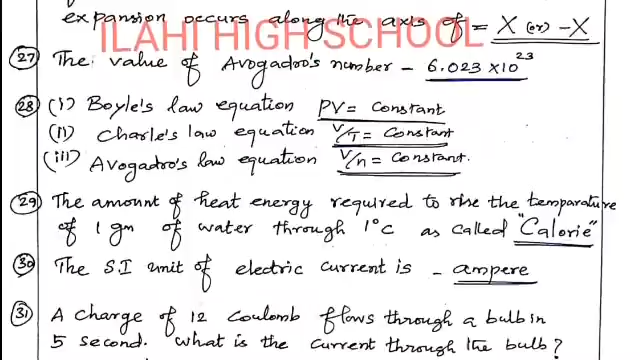 expansion occurs along the axis of = X (or) -X
ILAHI HIGH SCHOOL
(27) The value of Avogadro's number - 6.023 ×10²³
(28) (i) Boyle's law equation PV = Constant
(ii) Charle's law equation V/T = Constant
(iii) Avogadro's law equation V/n = Constant.
(29) The amount of heat energy required to rise the temparature
of 1 gm of water through 1°c as called "Calorie"
(30) The S.I unit of electric current is - ampere
(31) A charge of 12 Coulomb flows through a bulb in
5 second. What is the current through the bulb?